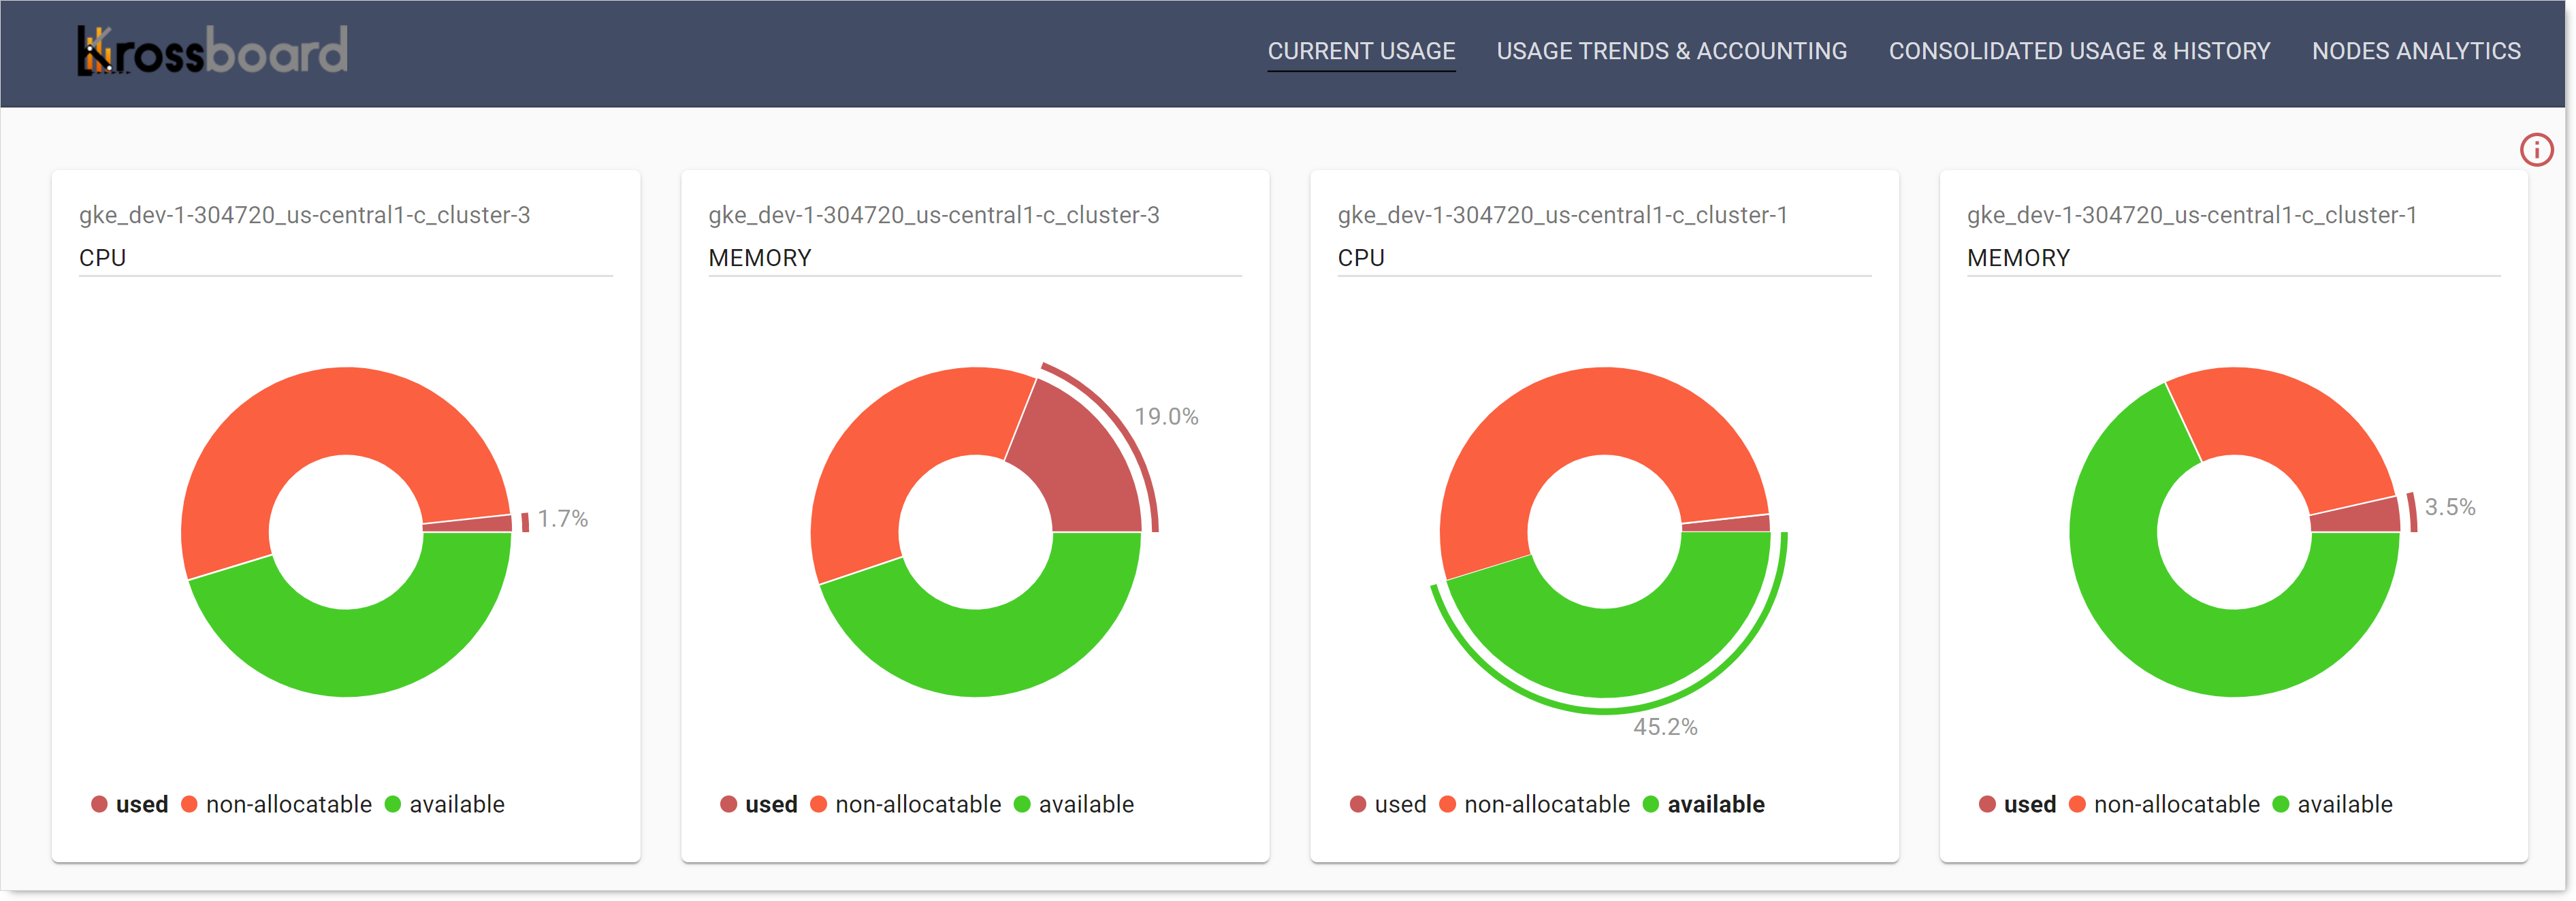 Krossboard
CURRENT USAGE USAGE TRENDS & ACCOUNTING CONSOLIDATED USAGE & HISTORY NODES ANALYTICS
gke_dev-1-304720_us-central1-c_cluster-3
CPU
1.7%
used non-allocatable available
gke_dev-1-304720_us-central1-c_cluster-3
MEMORY
19.0%
used non-allocatable available
gke_dev-1-304720_us-central1-c_cluster-1
CPU
45.2%
used non-allocatable available
gke_dev-1-304720_us-central1-c_cluster-1
MEMORY
3.5%
used non-allocatable available